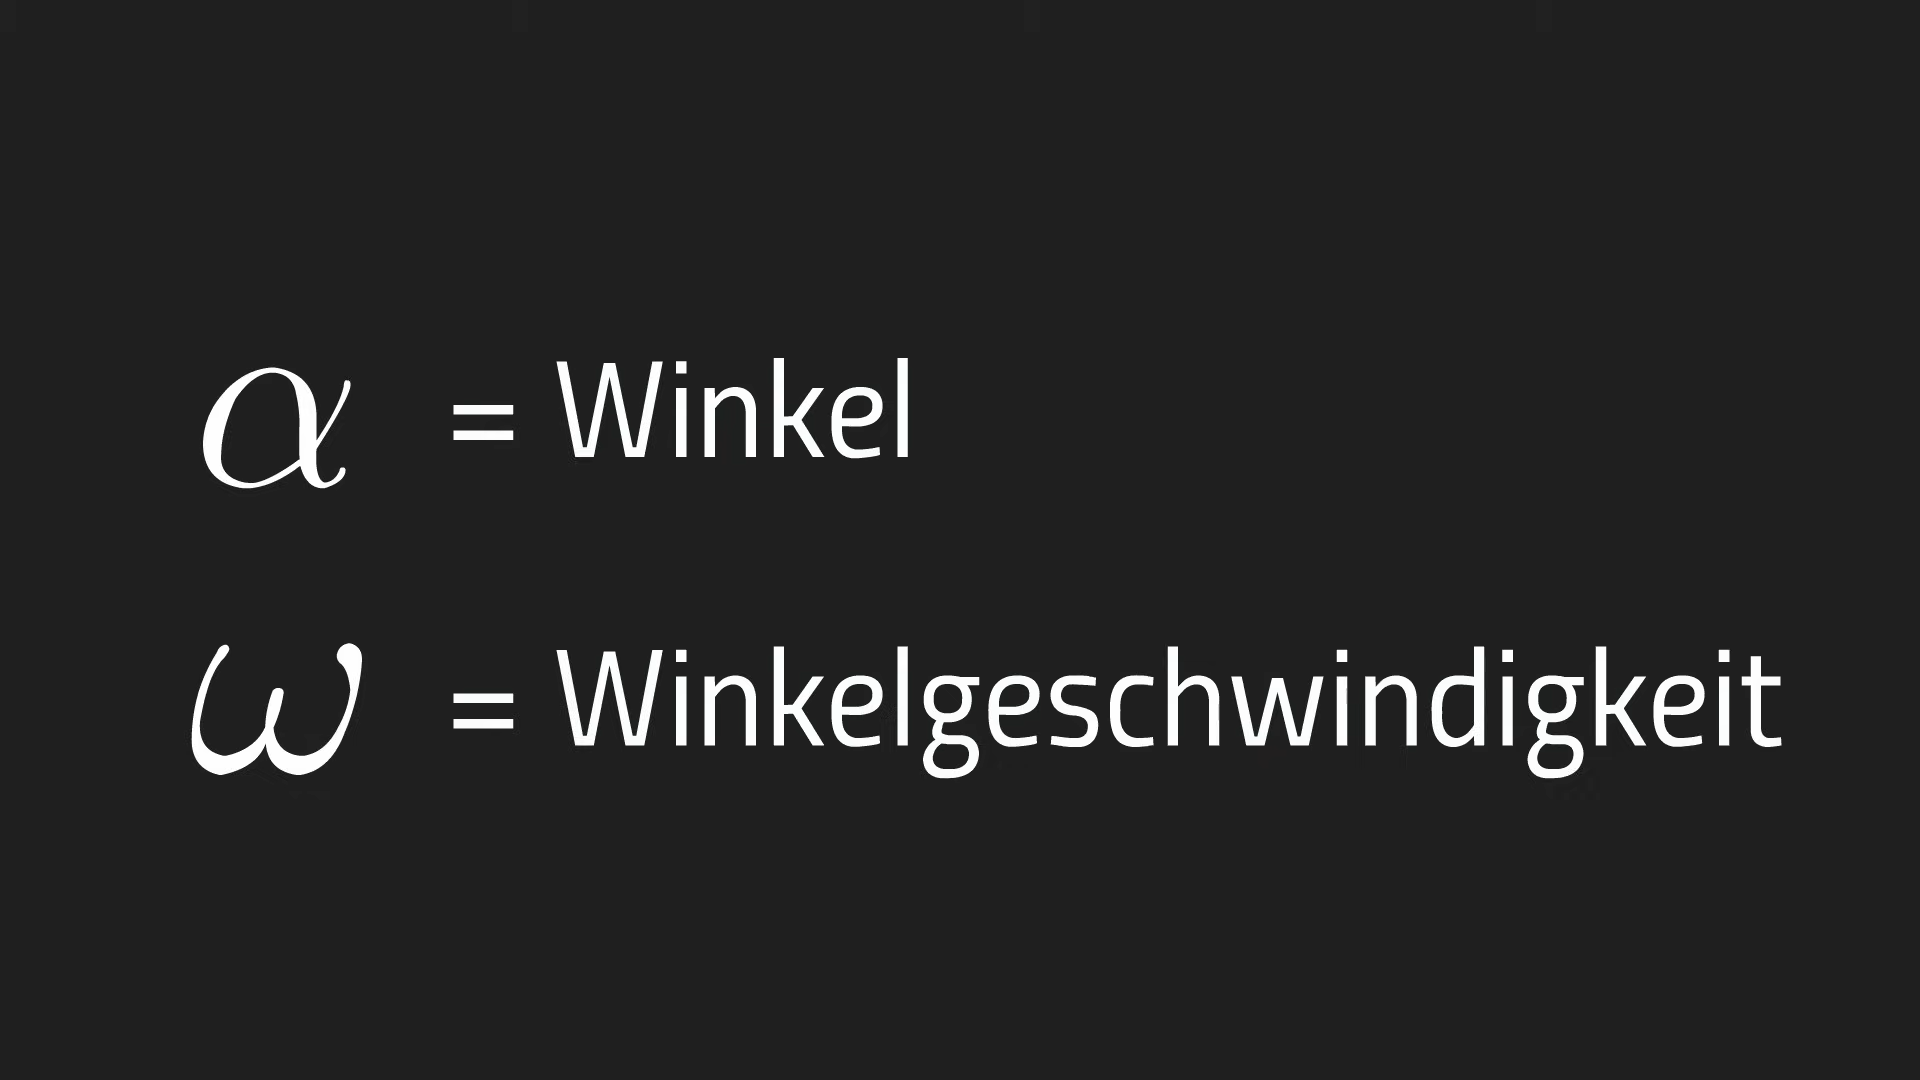 α = Winkel
ω = Winkelgeschwindigkeit